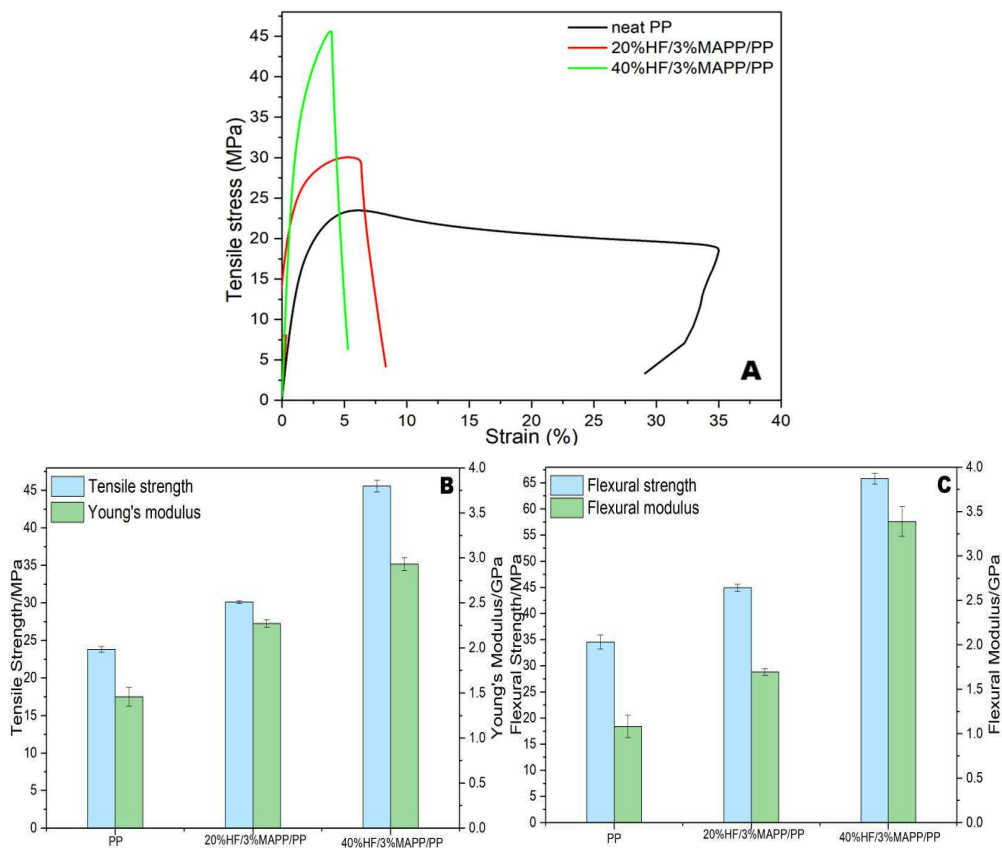 neat PP
20%HF/3%MAPP/PP
40%HF/3%MAPP/PP
Tensile stress (MPa)
45
40
35
30
25
20
15
10
5
0
0 5 10 15 20 25 30 35 40
Strain (%)
A
Tensile strength
Young's modulus
B
Tensile Strength/MPa
45
40
35
30
25
20
15
10
5
0
4.0
3.5
3.0
2.5
2.0
1.5
1.0
0.5
0.0
Young's Modulus/GPa
PP 20%HF/3%MAPP/PP 40%HF/3%MAPP/PP
Flexural strength
Flexural modulus
C
Flexural Strength/MPa
65
60
55
50
45
40
35
30
25
20
15
10
5
0
4.0
3.5
3.0
2.5
2.0
1.5
1.0
0.5
0.0
Flexural Modulus/GPa
PP 20%HF/3%MAPP/PP 40%HF/3%MAPP/PP